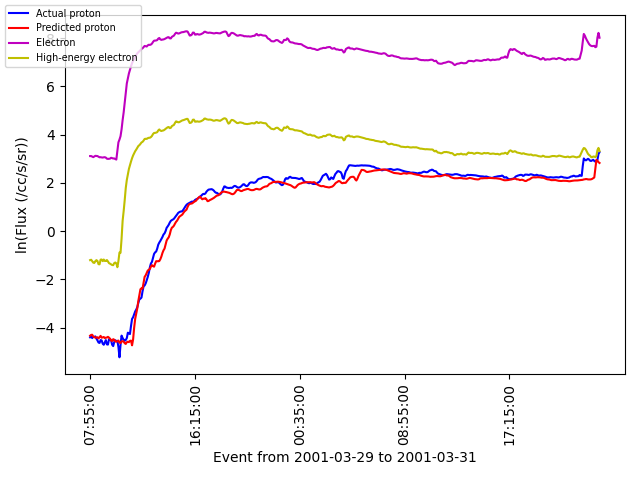 Actual proton
Predicted proton
Electron
High-energy electron
8
6
4
2
0
−2
−4
ln(Flux (/cc/s/sr))
07:55:00
16:15:00
00:35:00
08:55:00
17:15:00
Event from 2001-03-29 to 2001-03-31